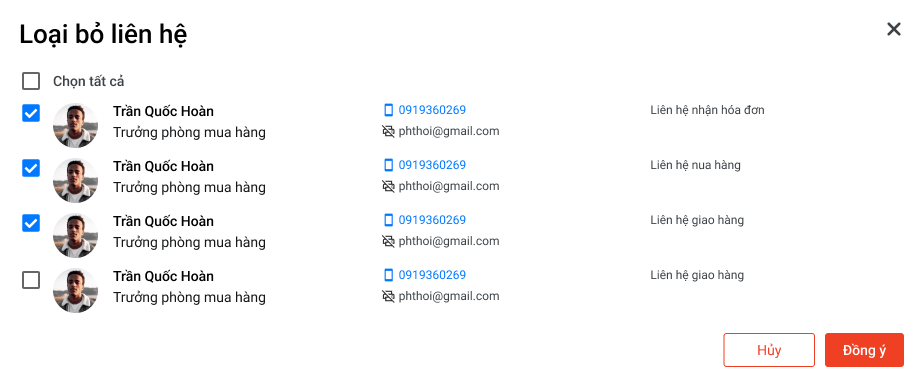 Loại bỏ liên hệ
Chọn tất cả
Trần Quốc Hoàn 0919360269 Liên hệ nhận hóa đơn
Trưởng phòng mua hàng phthoi@gmail.com
Trần Quốc Hoàn 0919360269 Liên hệ nua hàng
Trưởng phòng mua hàng phthoi@gmail.com
Trần Quốc Hoàn 0919360269 Liên hệ giao hàng
Trưởng phòng mua hàng phthoi@gmail.com
Trần Quốc Hoàn 0919360269 Liên hệ giao hàng
Trưởng phòng mua hàng phthoi@gmail.com
Hủy Đồng ý